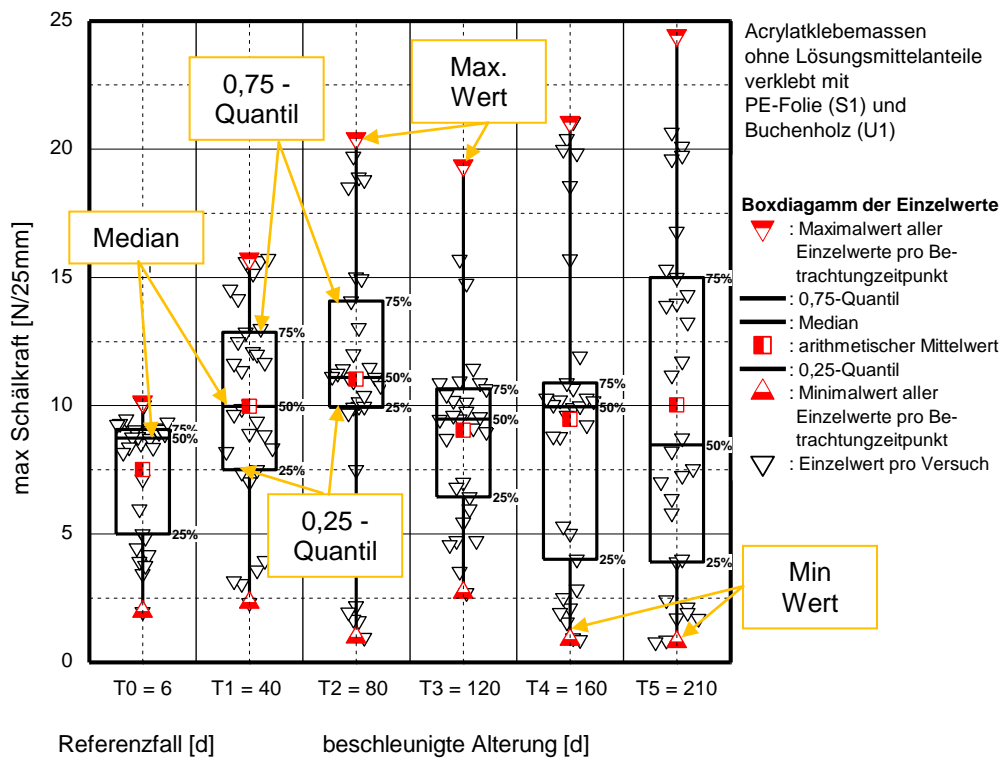 max Schälkraft [N/25mm]
25
20
15
10
5
0
0,75 -
Quantil
Max.
Wert
Median
0,25 -
Quantil
Min
Wert
75%
50%
25%
75%
50%
25%
75%
50%
25%
75%
50%
25%
75%
50%
25%
75%
50%
25%
T0 = 6
T1 = 40
T2 = 80
T3 = 120
T4 = 160
T5 = 210
Referenzfall [d]
beschleunigte Alterung [d]
Acrylatklebemassen
ohne Lösungsmittelanteile
verklebt mit
PE-Folie (S1) und
Buchenholz (U1)
Boxdiagamm der Einzelwerte
: Maximalwert aller
Einzelwerte pro Be-
trachtungzeitpunkt
: 0,75-Quantil
: Median
: arithmetischer Mittelwert
: 0,25-Quantil
: Minimalwert aller
Einzelwerte pro Be-
trachtungzeitpunkt
: Einzelwert pro Versuch